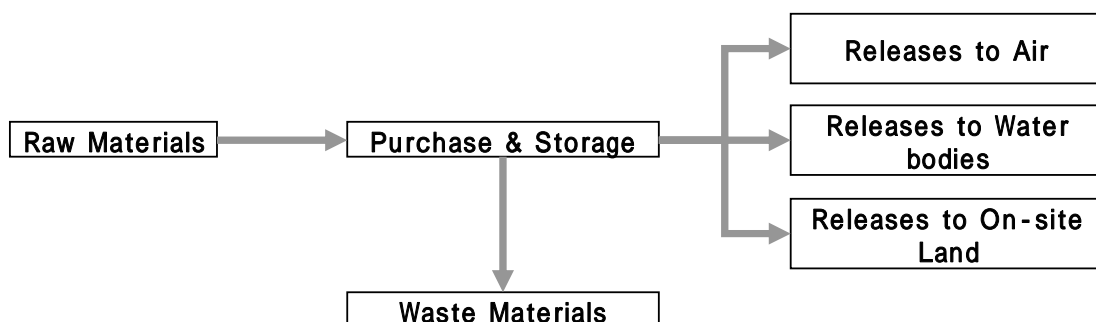 Releases to Air
Raw Materials
Purchase & Storage
Releases to Water
bodies
Releases to On-site
Land
Waste Materials